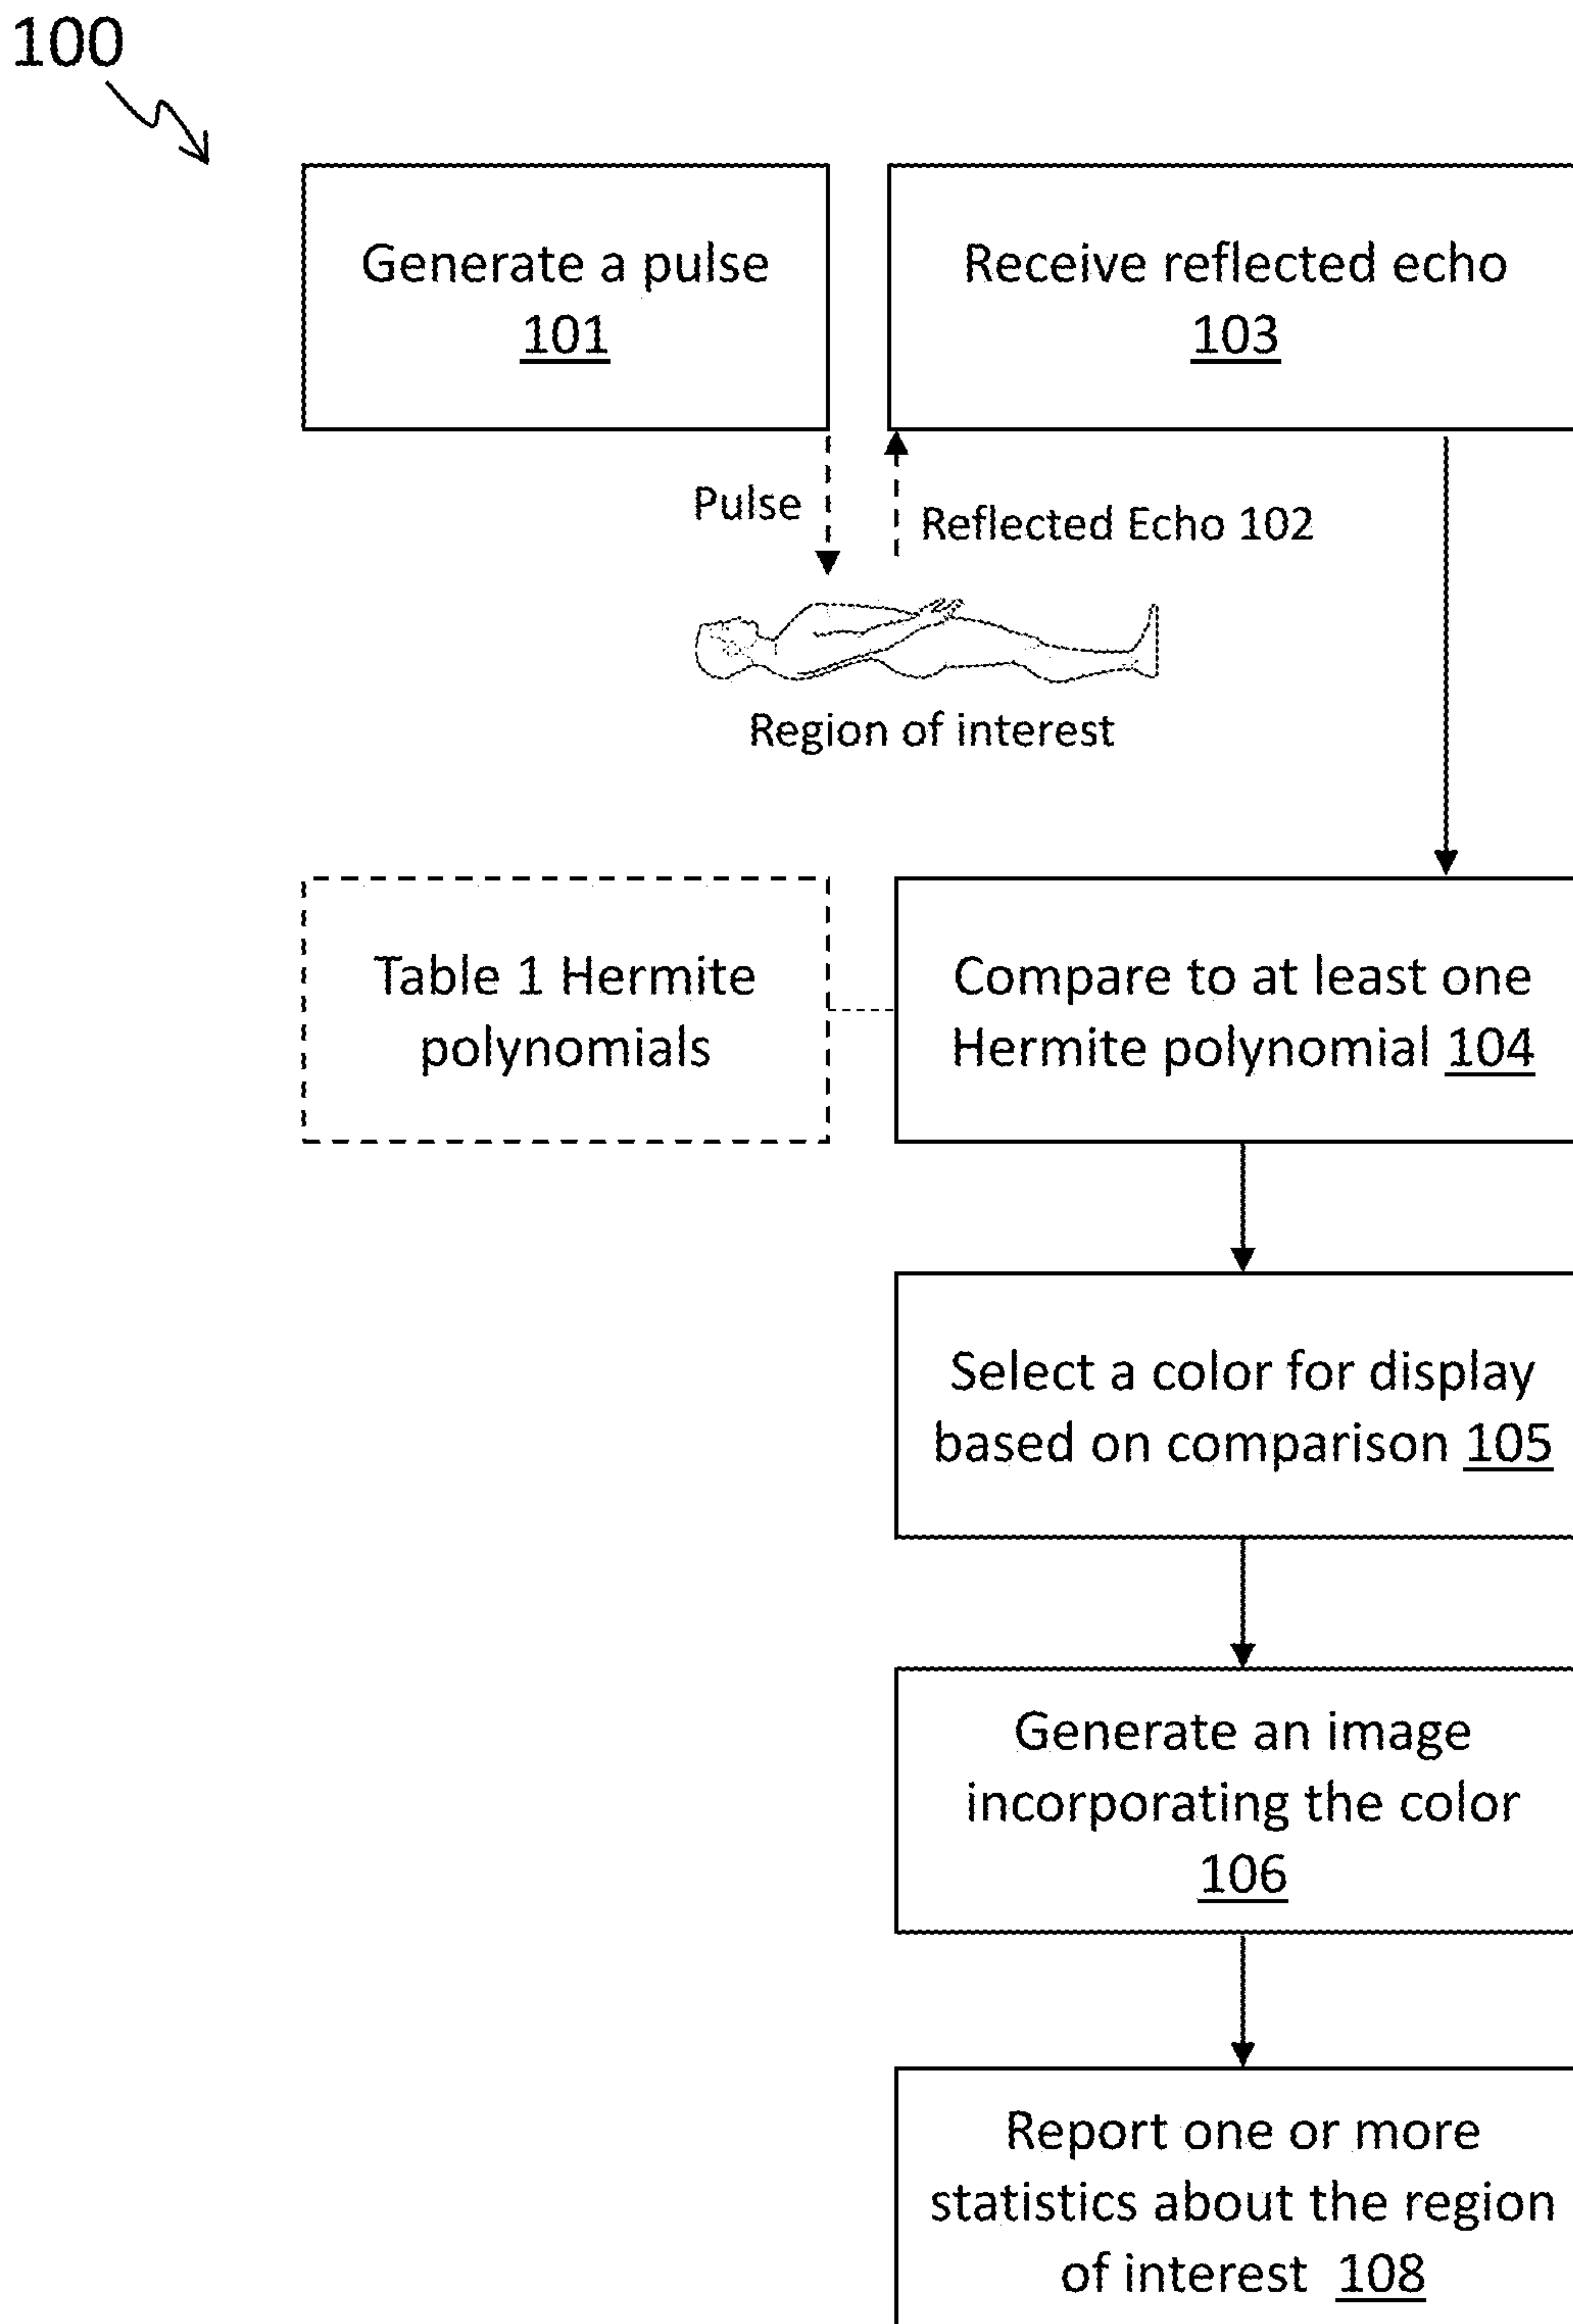 100
Generate a pulse
101
Receive reflected echo
103
Pulse
Reflected Echo 102
Region of interest
Table 1 Hermite
polynomials
Compare to at least one
Hermite polynomial 104
Select a color for display
based on comparison 105
Generate an image
incorporating the color
106
Report one or more
statistics about the region
of interest 108